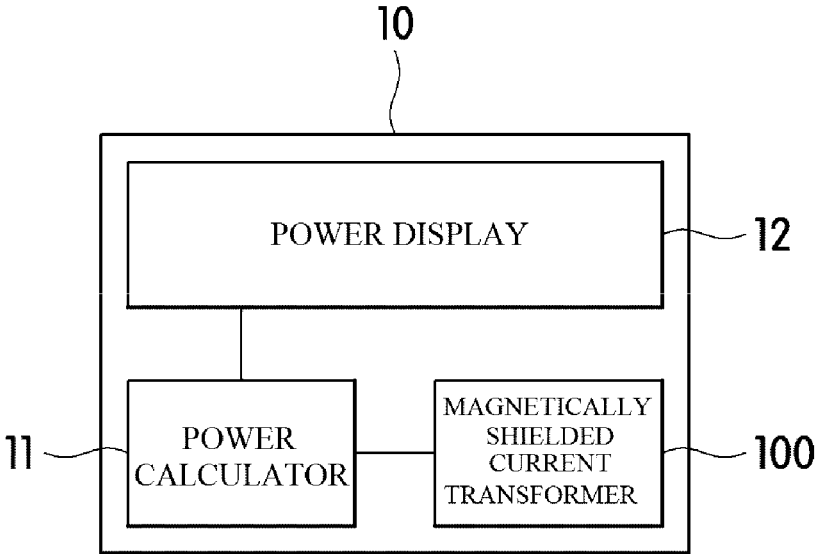 10
POWER DISPLAY
12
11
POWER
CALCULATOR
MAGNETICALLY
SHIELDED
CURRENT
TRANSFORMER
100